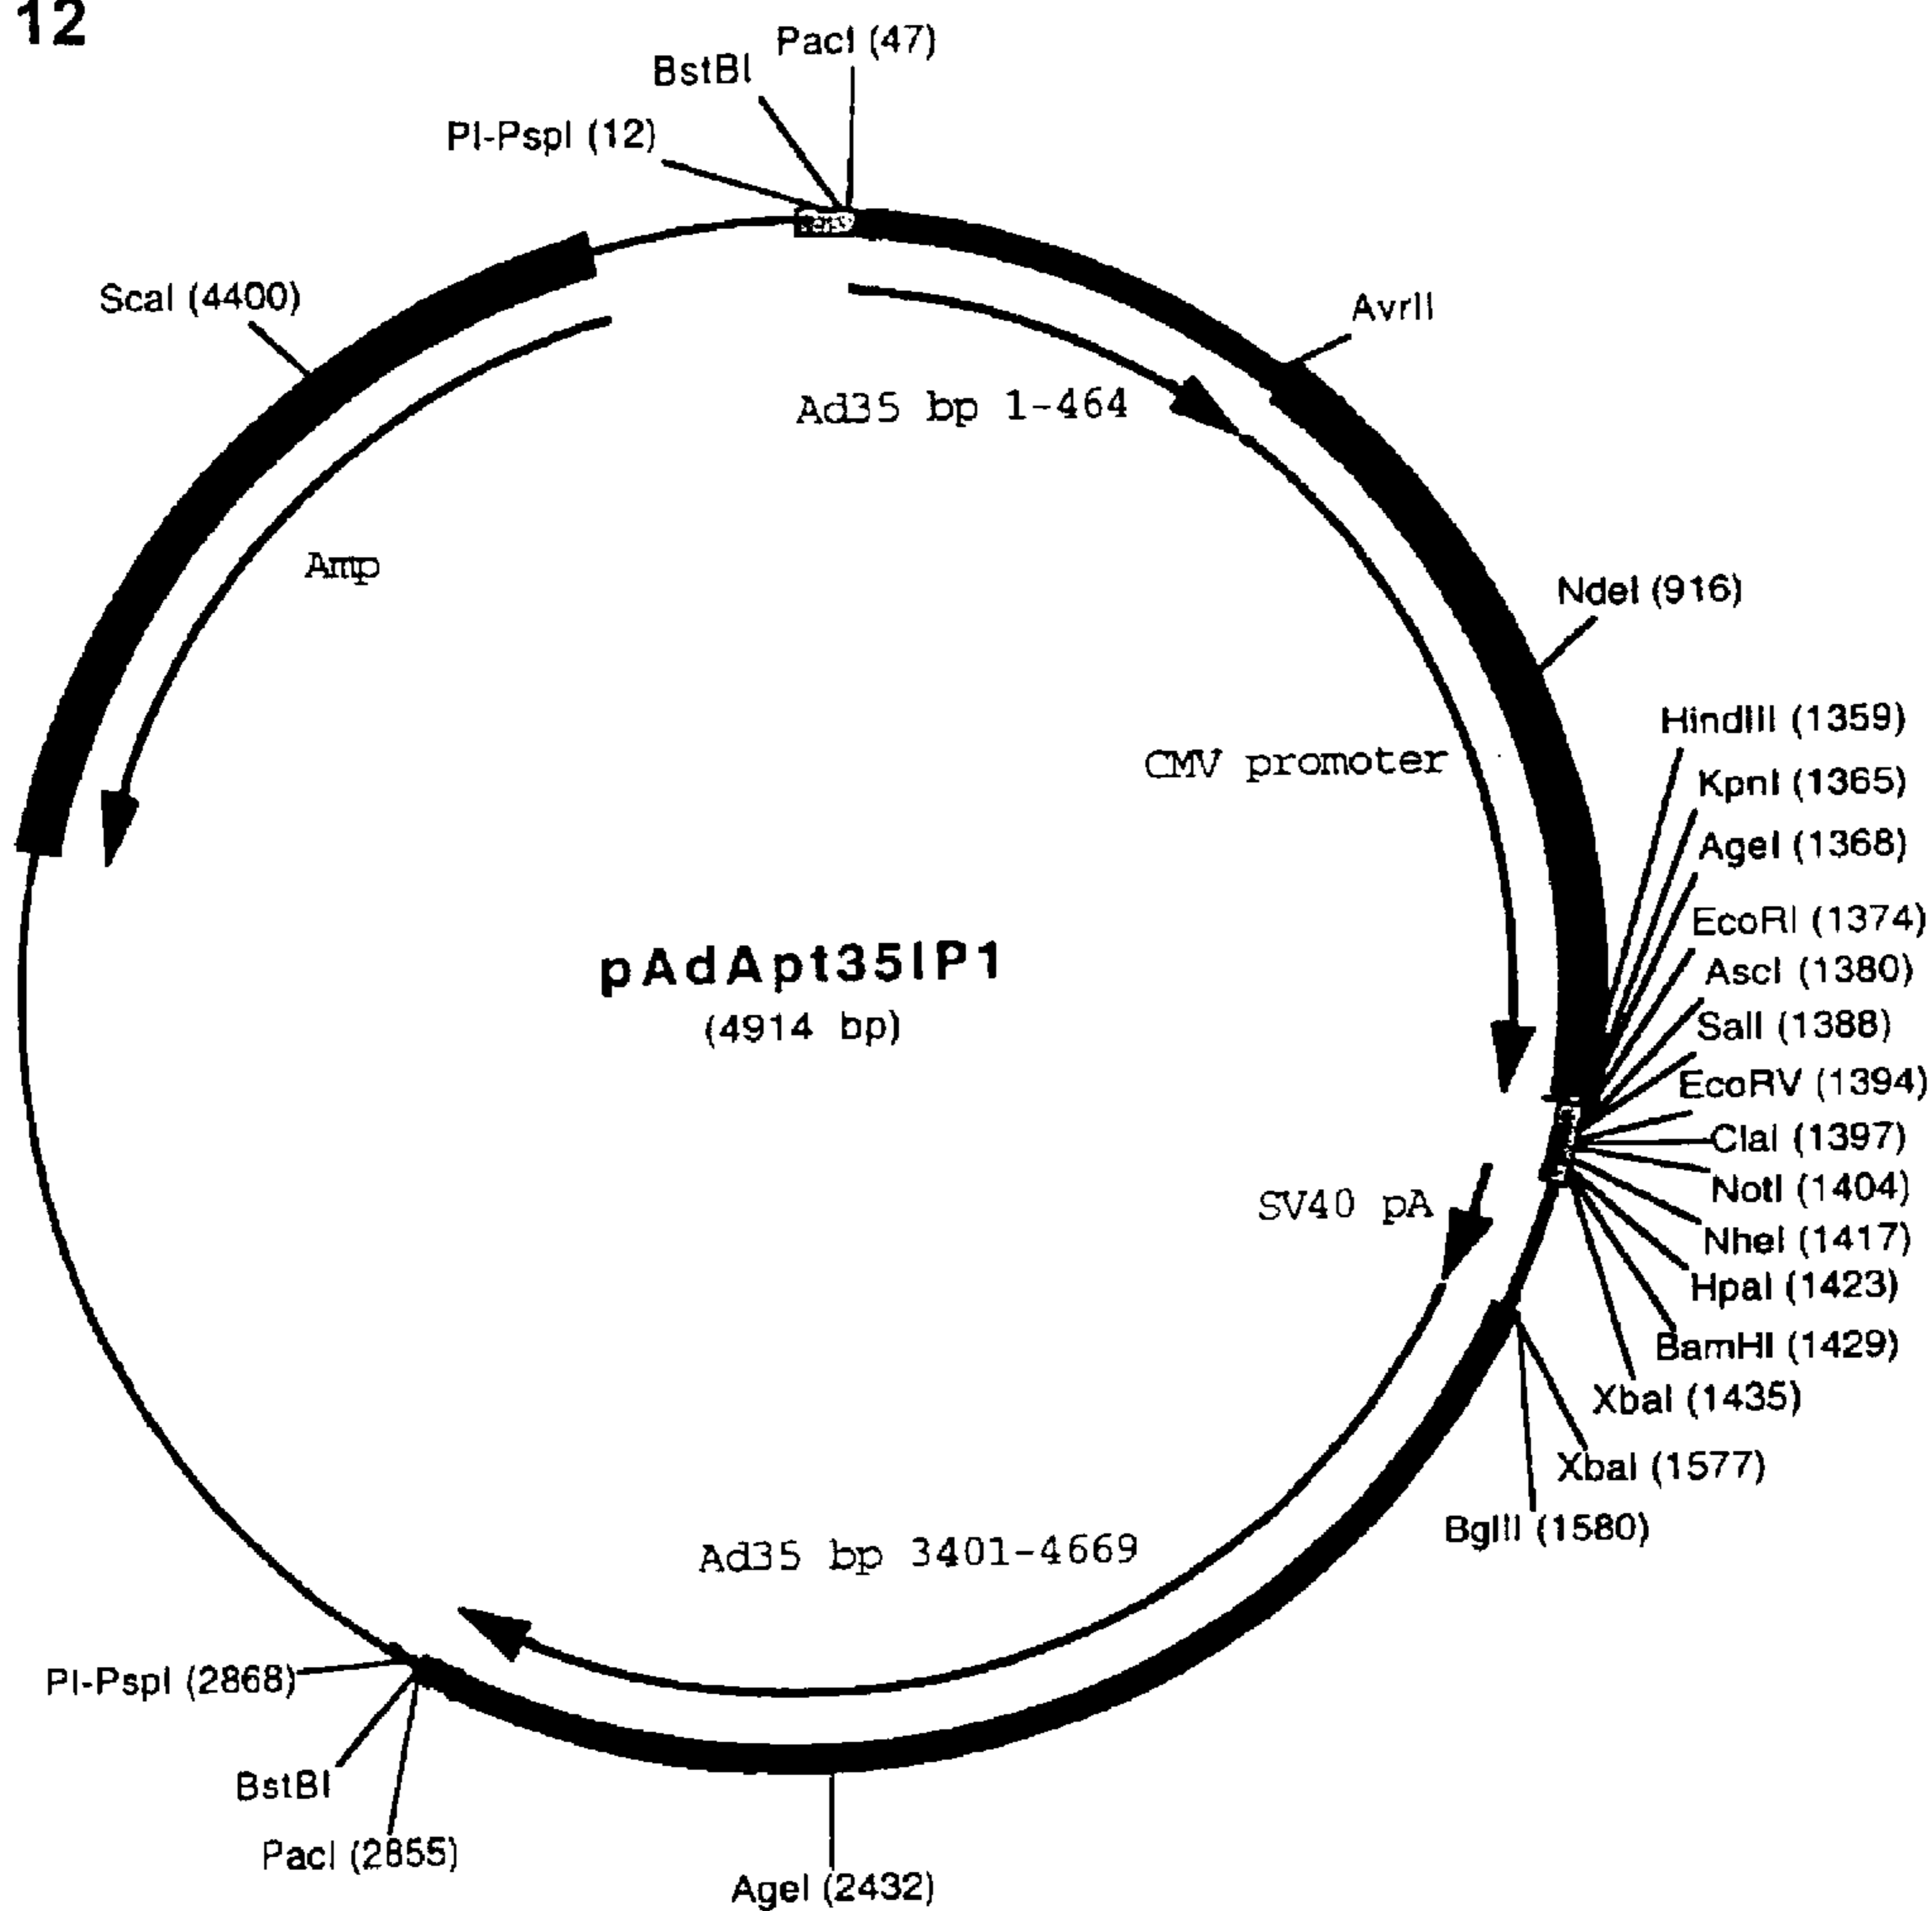 12
PacI (47)
BstBI
PI-PspI (12)
ScaI (4400)
AvrII
Ad35 bp 1-464
Amp
NdeI (916)
HindIII (1359)
CMV promoter
KpnI (1365)
AgeI (1368)
EcoRI (1374)
pAdApt35IP1
AscI (1380)
(4914 bp)
SalI (1388)
EcoRV (1394)
ClaI (1397)
NotI (1404)
SV40 pA
NheI (1417)
HpaI (1423)
BamHI (1429)
XbaI (1435)
XbaI (1577)
BglII (1580)
Ad35 bp 3401-4669
PI-PspI (2868)
BstBI
PacI (2855)
AgeI (2432)